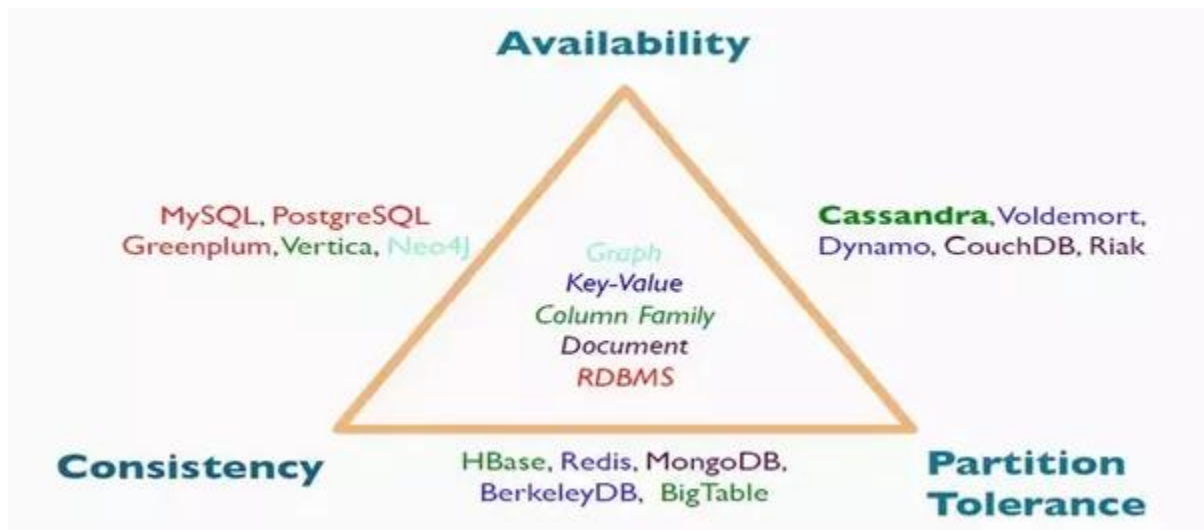 Availability
MySQL, PostgreSQL
Greenplum, Vertica, Neo4J
Cassandra, Voldemort,
Dynamo, CouchDB, Riak
Graph
Key-Value
Column Family
Document
RDBMS
Consistency
HBase, Redis, MongoDB,
BerkeleyDB, BigTable
Partition
Tolerance